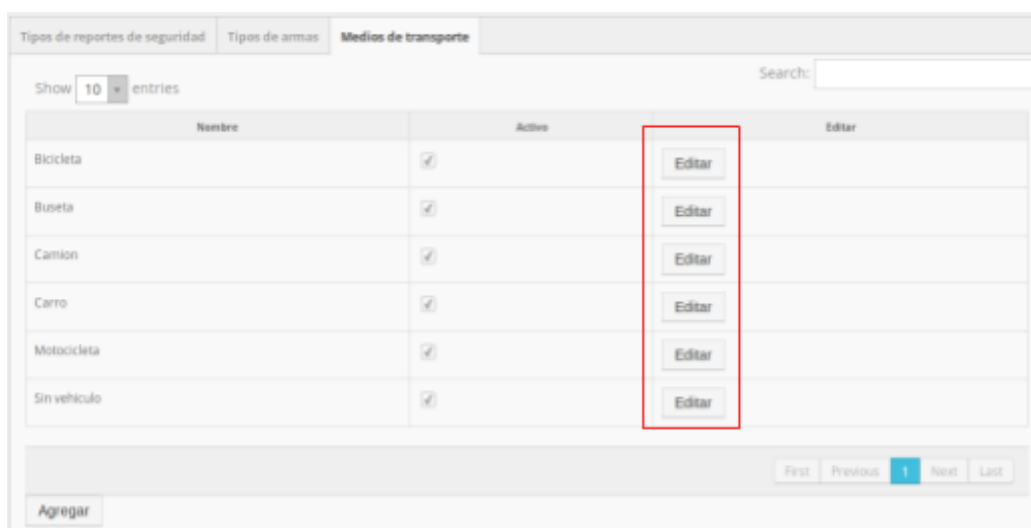 Tipos de reportes de seguridad Tipos de armas Medios de transporte
Search:
Show 10 entries
Nombre Activo Editar
Bicicleta Editar
Buseta Editar
Camion Editar
Carro Editar
Motocicleta Editar
Sin vehiculo Editar
First Previous 1 Next Last
Agregar